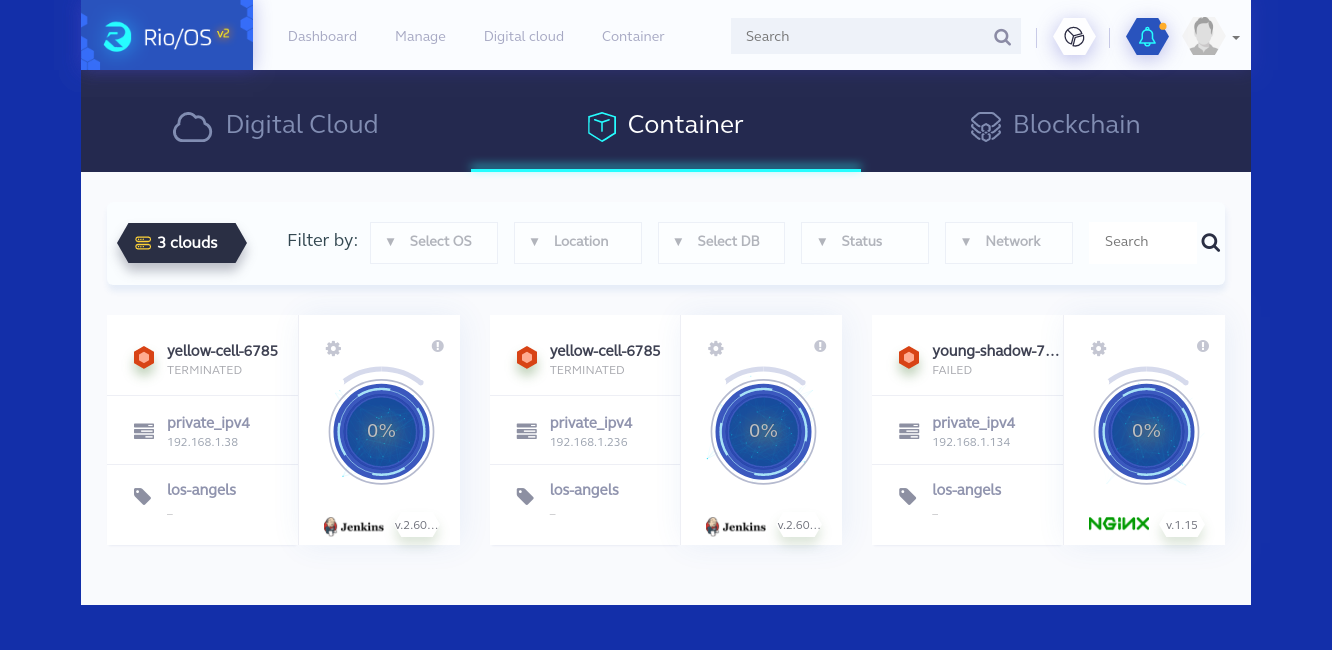 Rio/OS v2
Dashboard
Manage
Digital cloud
Container
Search
Digital Cloud
Container
Blockchain
3 clouds
Filter by:
▼ Select OS
▼ Location
▼ Select DB
▼ Status
▼ Network
Search
yellow-cell-6785
TERMINATED
private_ipv4
192.168.1.38
los-angels
_
0%
Jenkins
v.2.60...
yellow-cell-6785
TERMINATED
private_ipv4
192.168.1.236
los-angels
_
0%
Jenkins
v.2.60...
young-shadow-7...
FAILED
private_ipv4
192.168.1.134
los-angels
_
0%
NGINX
v.1.15